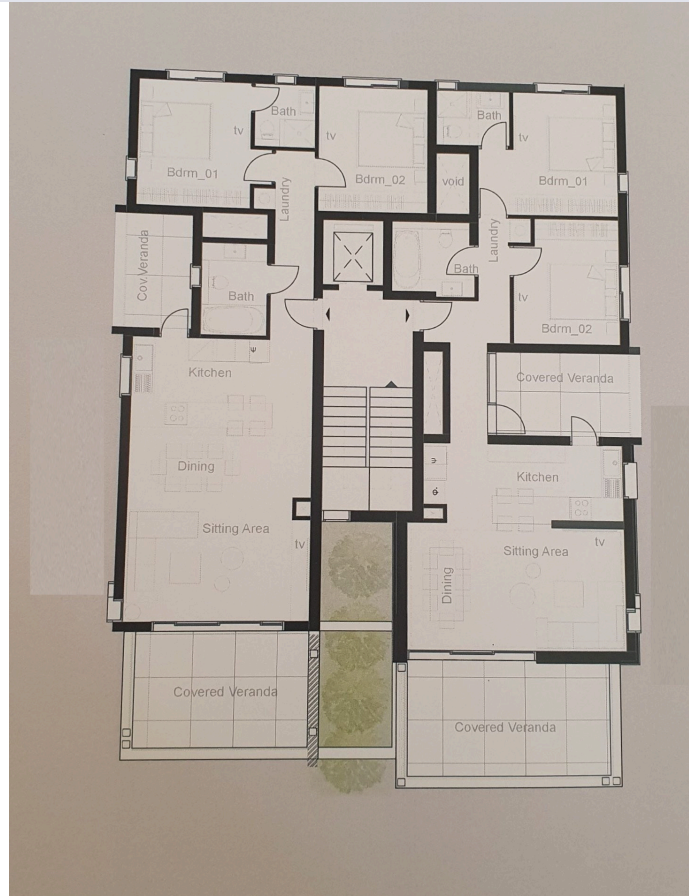 Bath
Bath
tv
tv
tv
Bdrm_01
Bdrm_02
void
Bdrm_01
Laundry
Laundry
Cov.Veranda
Bath
Bath
tv
Bdrm_02
Kitchen
Covered Veranda
Dining
Kitchen
Sitting Area
tv
Sitting Area
tv
Dining
Covered Veranda
Covered Veranda